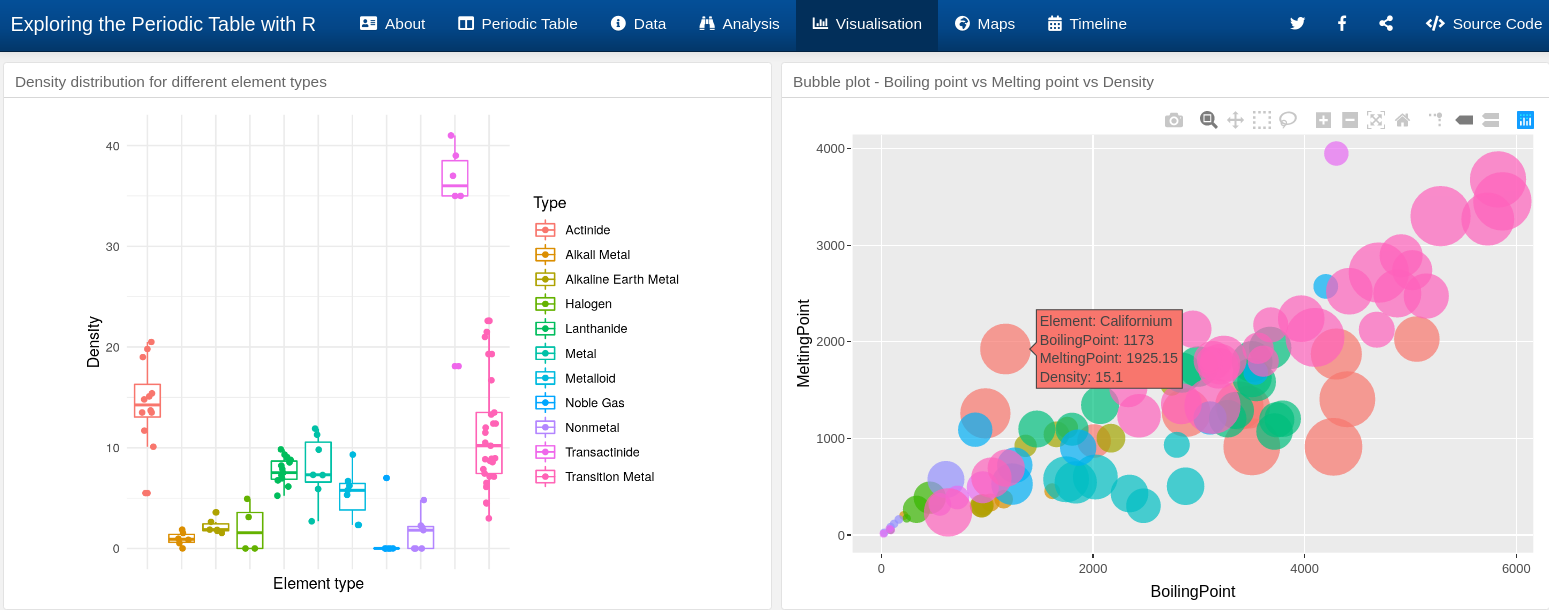 Exploring the Periodic Table with R
About
Periodic Table
Data
Analysis
Visualisation
Maps
Timeline
Source Code
Density distribution for different element types
Density
40
30
20
10
0
Element type
Type
Actinide
Alkali Metal
Alkaline Earth Metal
Halogen
Lanthanide
Metal
Metalloid
Noble Gas
Nonmetal
Transactinide
Transition Metal
Bubble plot - Boiling point vs Melting point vs Density
MeltingPoint
4000
3000
2000
1000
0
Element: Californium
BoilingPoint: 1173
MeltingPoint: 1925.15
Density: 15.1
0 2000 4000 6000
BoilingPoint